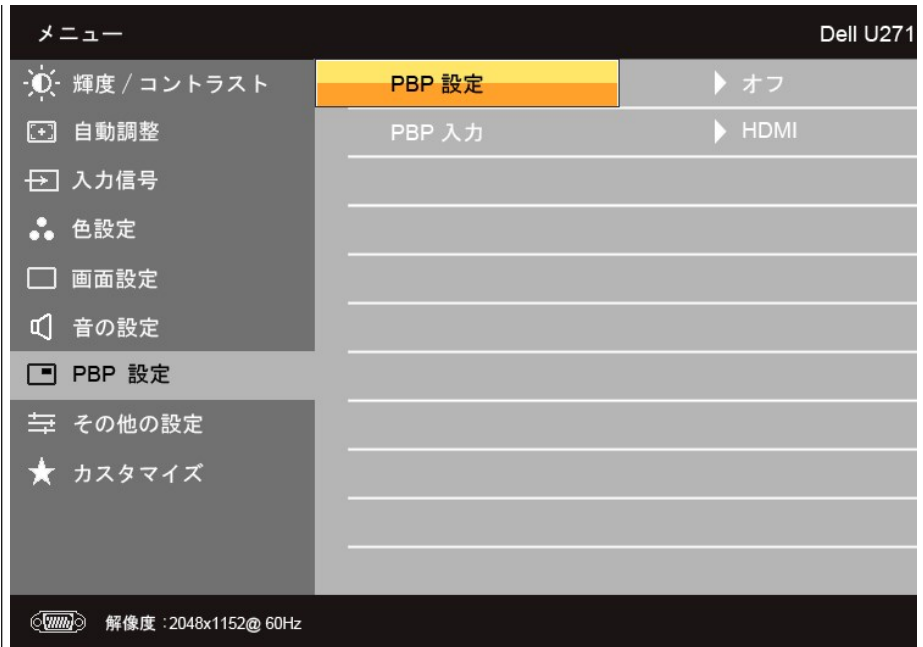 メニュー Dell U271
輝度 / コントラスト PBP 設定 オフ
自動調整 PBP 入力 HDMI
入力信号
色設定
画面設定
音の設定
PBP 設定
その他の設定
カスタマイズ
解像度 :2048x1152@ 60Hz